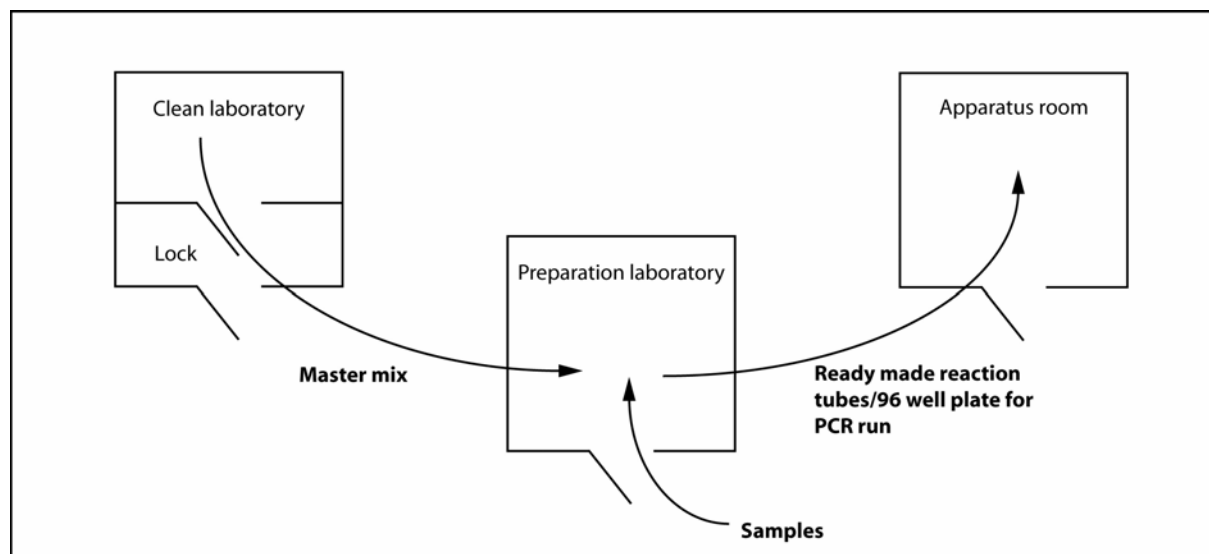 Clean laboratory
Lock
Master mix
Preparation laboratory
Samples
Apparatus room
Ready made reaction
tubes/96 well plate for
PCR run